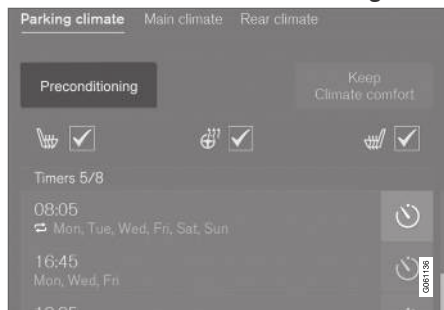 Parking climate Main climate Rear climate
Preconditioning
Keep
Climate comfort
Timers 5/8
08:05
Mon, Tue, Wed, Fri, Sat, Sun
16:45
Mon, Wed, Fri
G061136